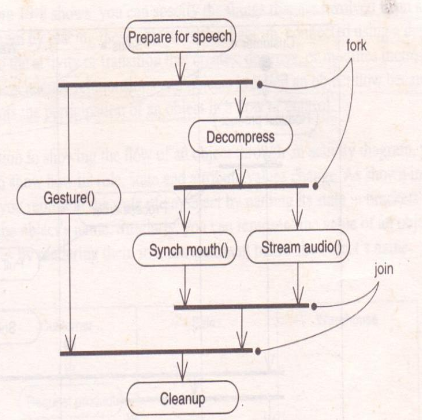 Prepare for speech
fork
Decompress
Gesture()
Synch mouth()
Stream audio()
join
Cleanup